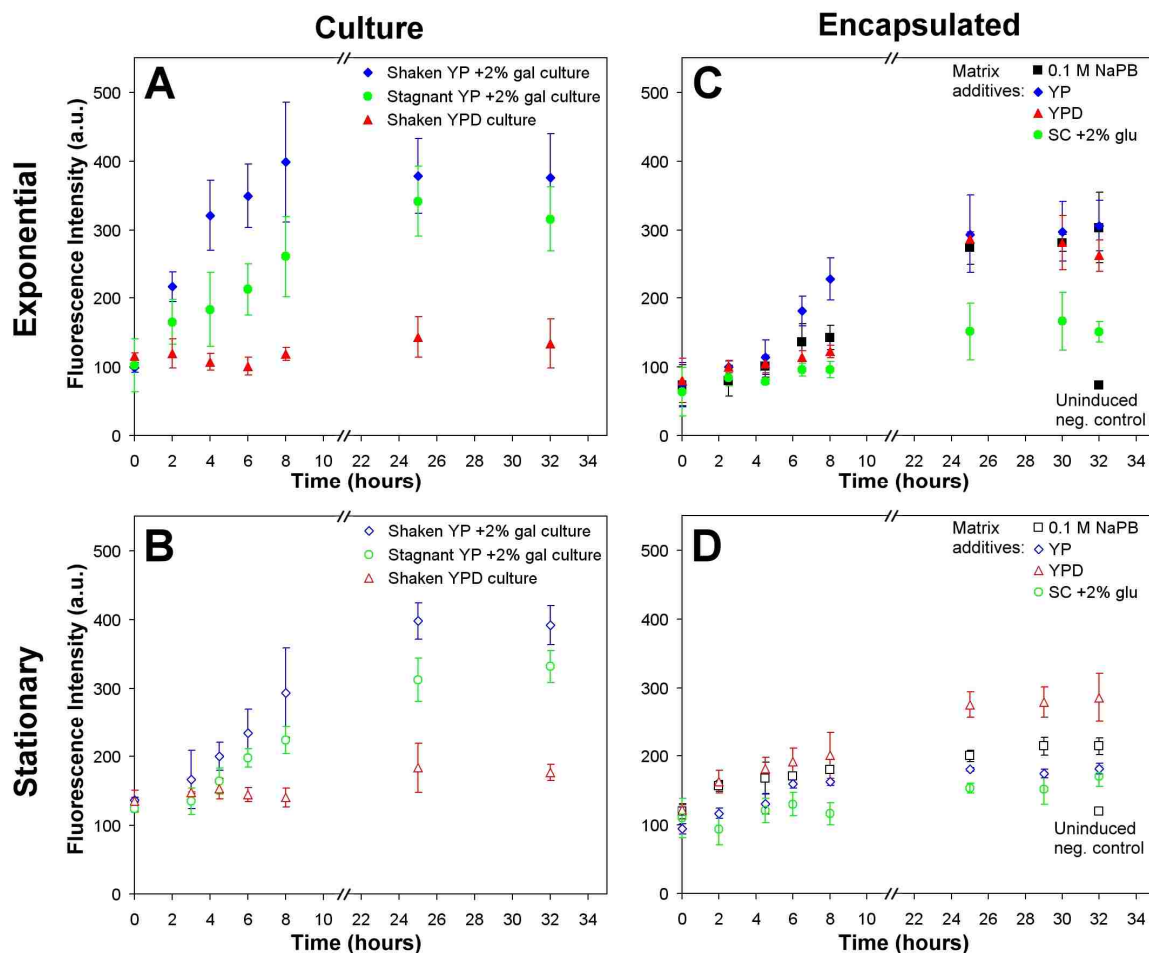 Culture
Encapsulated
Exponential
Stationary
A
Fluorescence Intensity (a.u.)
500
400
300
200
100
0
Shaken YP +2% gal culture
Stagnant YP +2% gal culture
Shaken YPD culture
0 2 4 6 8 10 22 24 26 28 30 32 34
Time (hours)
C
500
400
300
200
100
0
Matrix
additives:
0.1 M NaPB
YP
YPD
SC +2% glu
Uninduced
neg. control
0 2 4 6 8 10 22 24 26 28 30 32 34
Time (hours)
B
Fluorescence Intensity (a.u.)
500
400
300
200
100
0
Shaken YP +2% gal culture
Stagnant YP +2% gal culture
Shaken YPD culture
0 2 4 6 8 10 22 24 26 28 30 32 34
Time (hours)
D
500
400
300
200
100
0
Matrix
additives:
0.1 M NaPB
YP
YPD
SC +2% glu
Uninduced
neg. control
0 2 4 6 8 10 22 24 26 28 30 32 34
Time (hours)